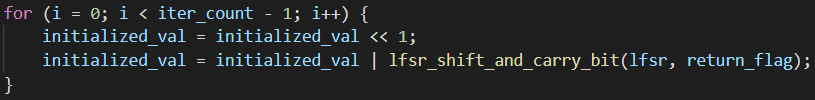 for (i = 0; i < iter_count - 1; i++) {
    initialized_val = initialized_val << 1;
    initialized_val = initialized_val | lfsr_shift_and_carry_bit(lfsr, return_flag);
}